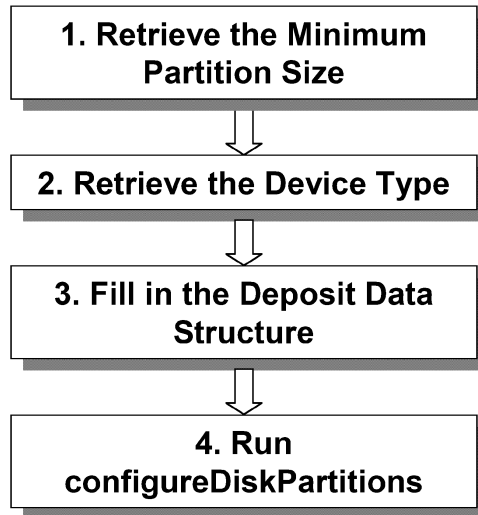 1. Retrieve the Minimum
Partition Size
2. Retrieve the Device Type
3. Fill in the Deposit Data
Structure
4. Run
configureDiskPartitions